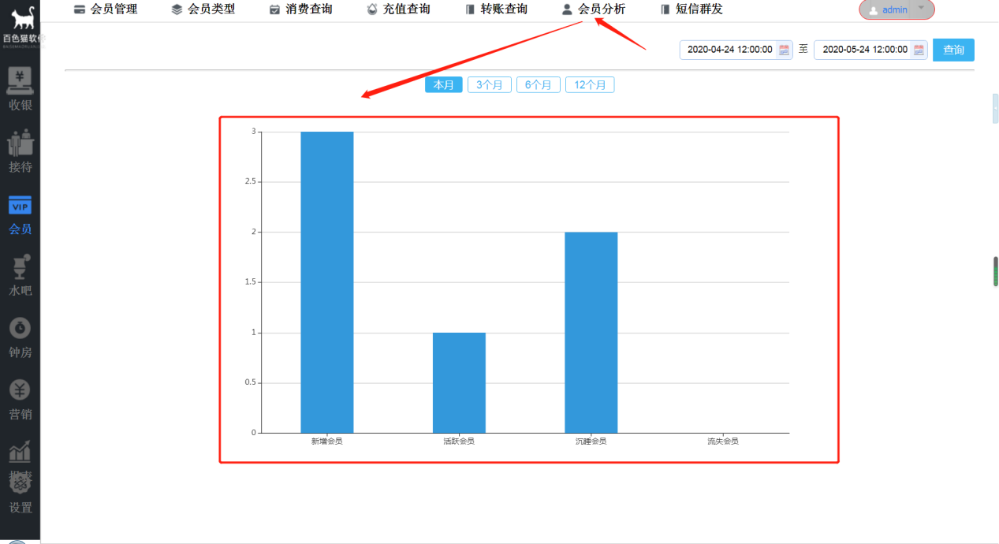 会员管理
会员类型
消费查询
充值查询
转账查询
会员分析
短信群发
admin
百色猫软件
2020-04-24 12:00:00
至
2020-05-24 12:00:00
查询
本月
3个月
6个月
12个月
¥
收银
接待
VIP
会员
水吧
钟房
¥
营销
设置
3
2.5
2
1.5
1
0.5
0
新增会员
活跃会员
沉睡会员
流失会员